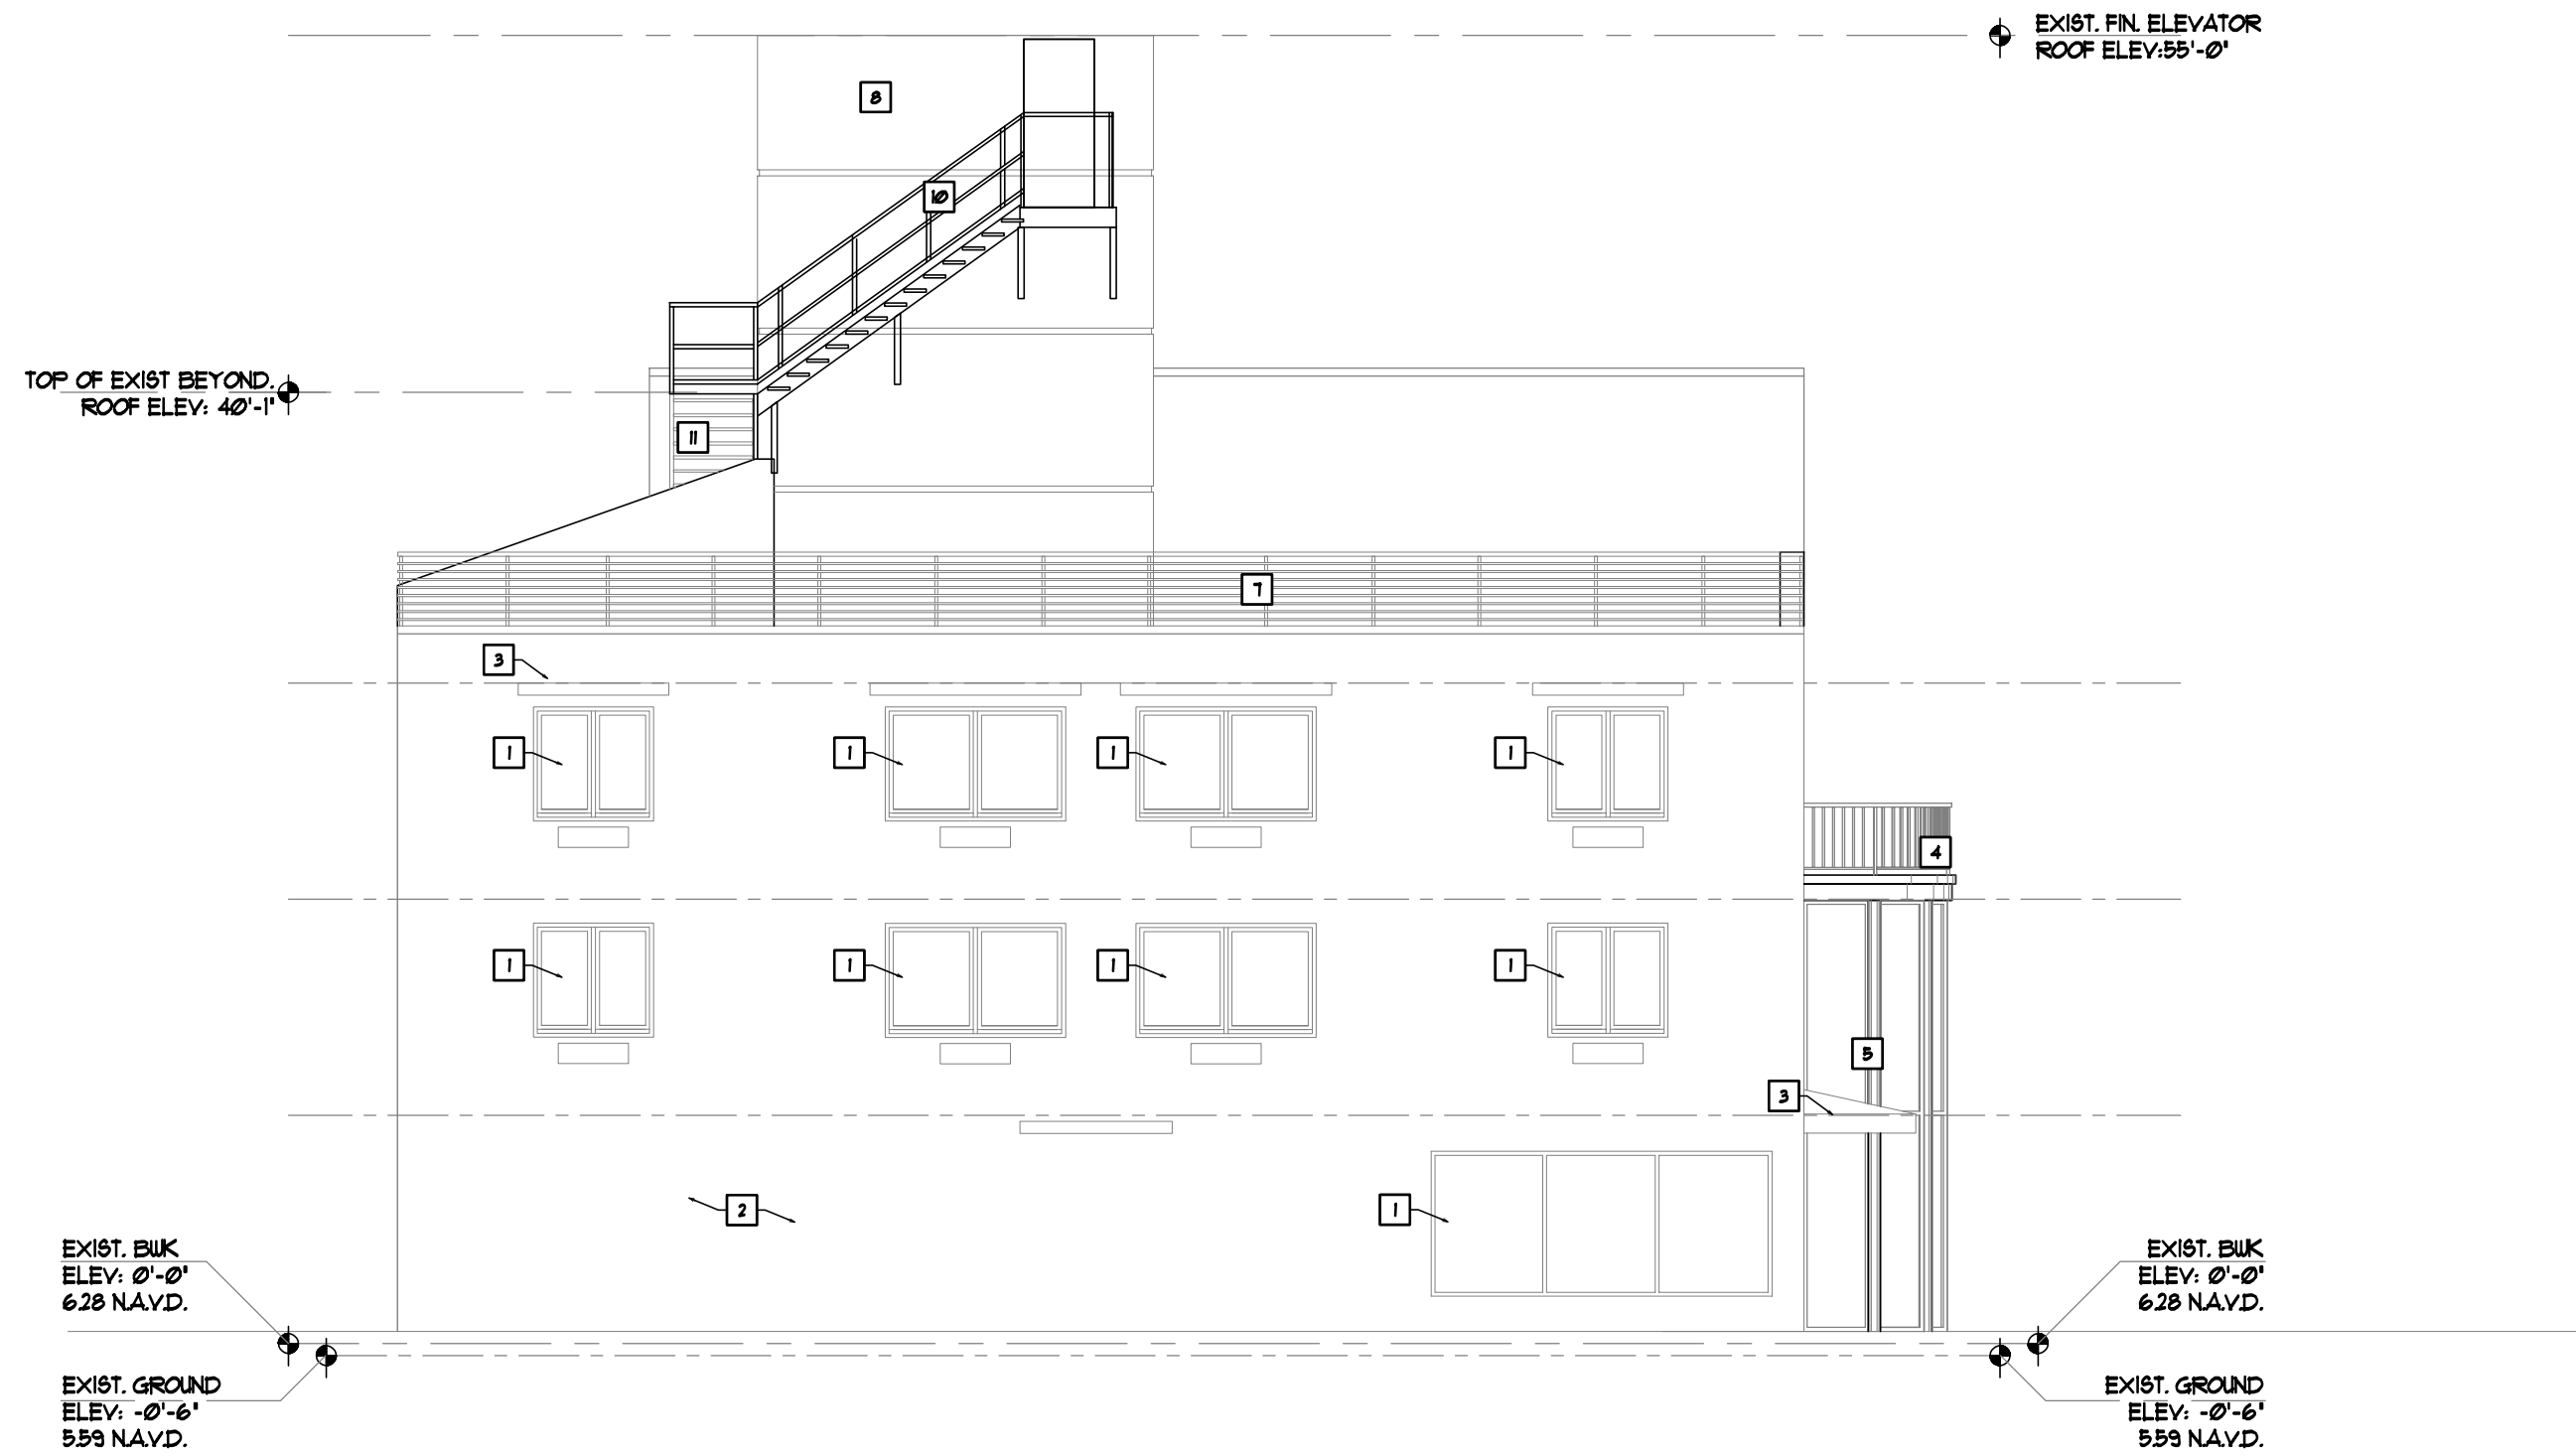 EXIST. FIN. ELEVATOR
ROOF ELEV:55'-0"
8
10
TOP OF EXIST BEYOND.
ROOF ELEV: 40'-1"
11
7
3
1
1
1
1
4
1
1
1
1
5
3
2
1
EXIST. BWK
ELEV: 0'-0"
6.28 N.A.V.D.
EXIST. BWK
ELEV: 0'-0"
6.28 N.A.V.D.
EXIST. GROUND
ELEV: -0'-6"
5.59 N.A.V.D.
EXIST. GROUND
ELEV: -0'-6"
5.59 N.A.V.D.